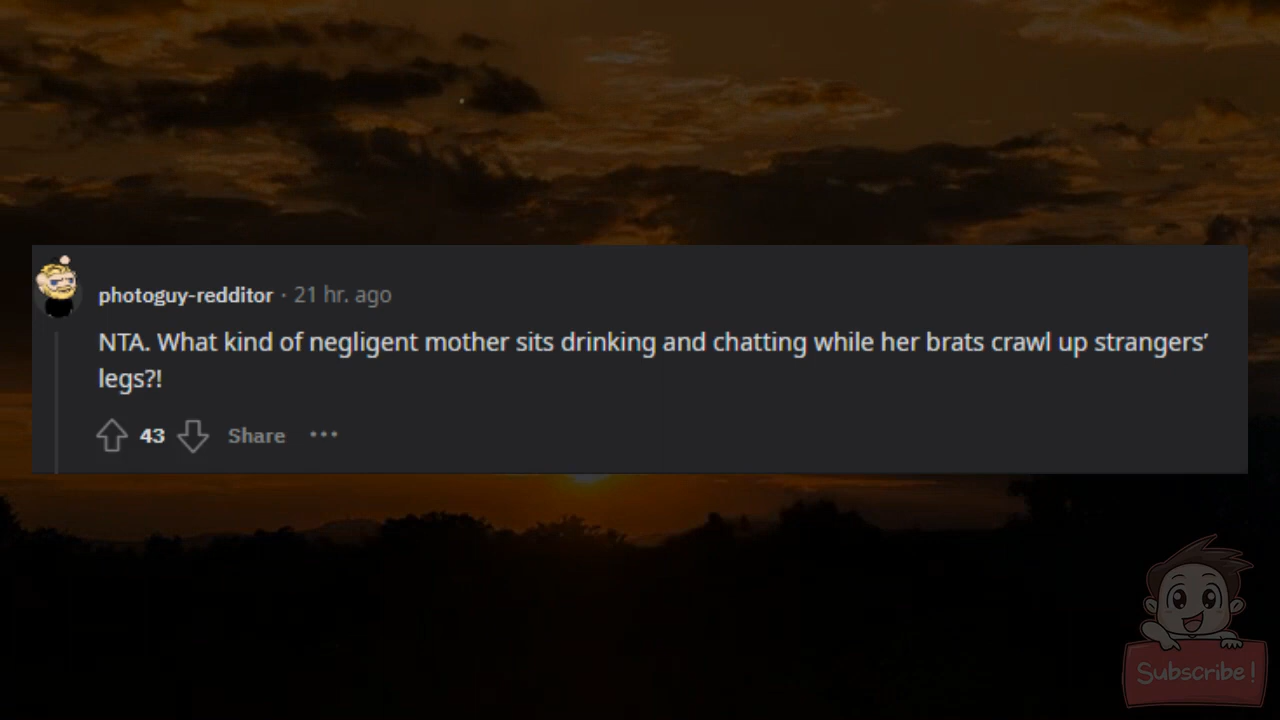 photoguy-redditor · 21 hr. ago
NTA. What kind of negligent mother sits drinking and chatting while her brats crawl up strangers’
legs?!
43 Share ···
Subscribe!